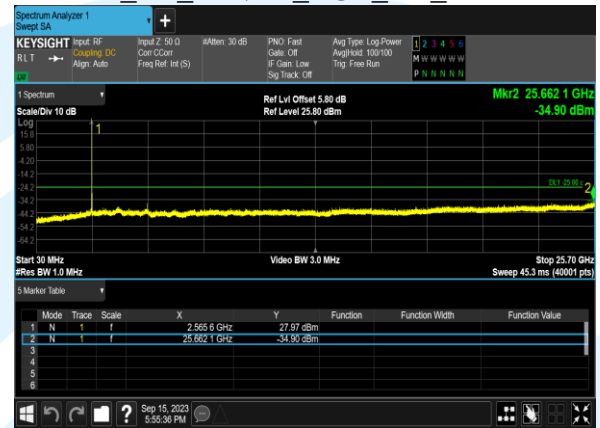 Spectrum Analyzer 1
Swept SA
KEYSIGHT Input: RF Input Z: 50 Ω #Atten: 30 dB PNO: Fast Avg Type: Log-Power 1 2 3 4 5 6
RLT Coupling: DC Corr CCorr Gate: Off Avg|Hold: 100/100 M W W W W W
Align: Auto Freq Ref: Int (S) IF Gain: Low Trig: Free Run
Sig Track: Off P N N N N N
1 Spectrum
Ref Lvl Offset 5.80 dB Mkr2 25.662 1 GHz
Scale/Div 10 dB Ref Level 25.80 dBm -34.90 dBm
Log
15.8
1
5.80
-4.20
-14.2
-24.2
DL1 -25.00
2
-34.2
-44.2
-54.2
-64.2
Start 30 MHz Video BW 3.0 MHz Stop 25.70 GHz
#Res BW 1.0 MHz Sweep 45.3 ms (40001 pts)
5 Marker Table
Mode Trace Scale X Y Function Function Width Function Value
1 N 1 f 2.565 6 GHz 27.97 dBm
2 N 1 f 25.662 1 GHz -34.90 dBm
3
4
5
6
? Sep 15, 2023
5:55:36 PM